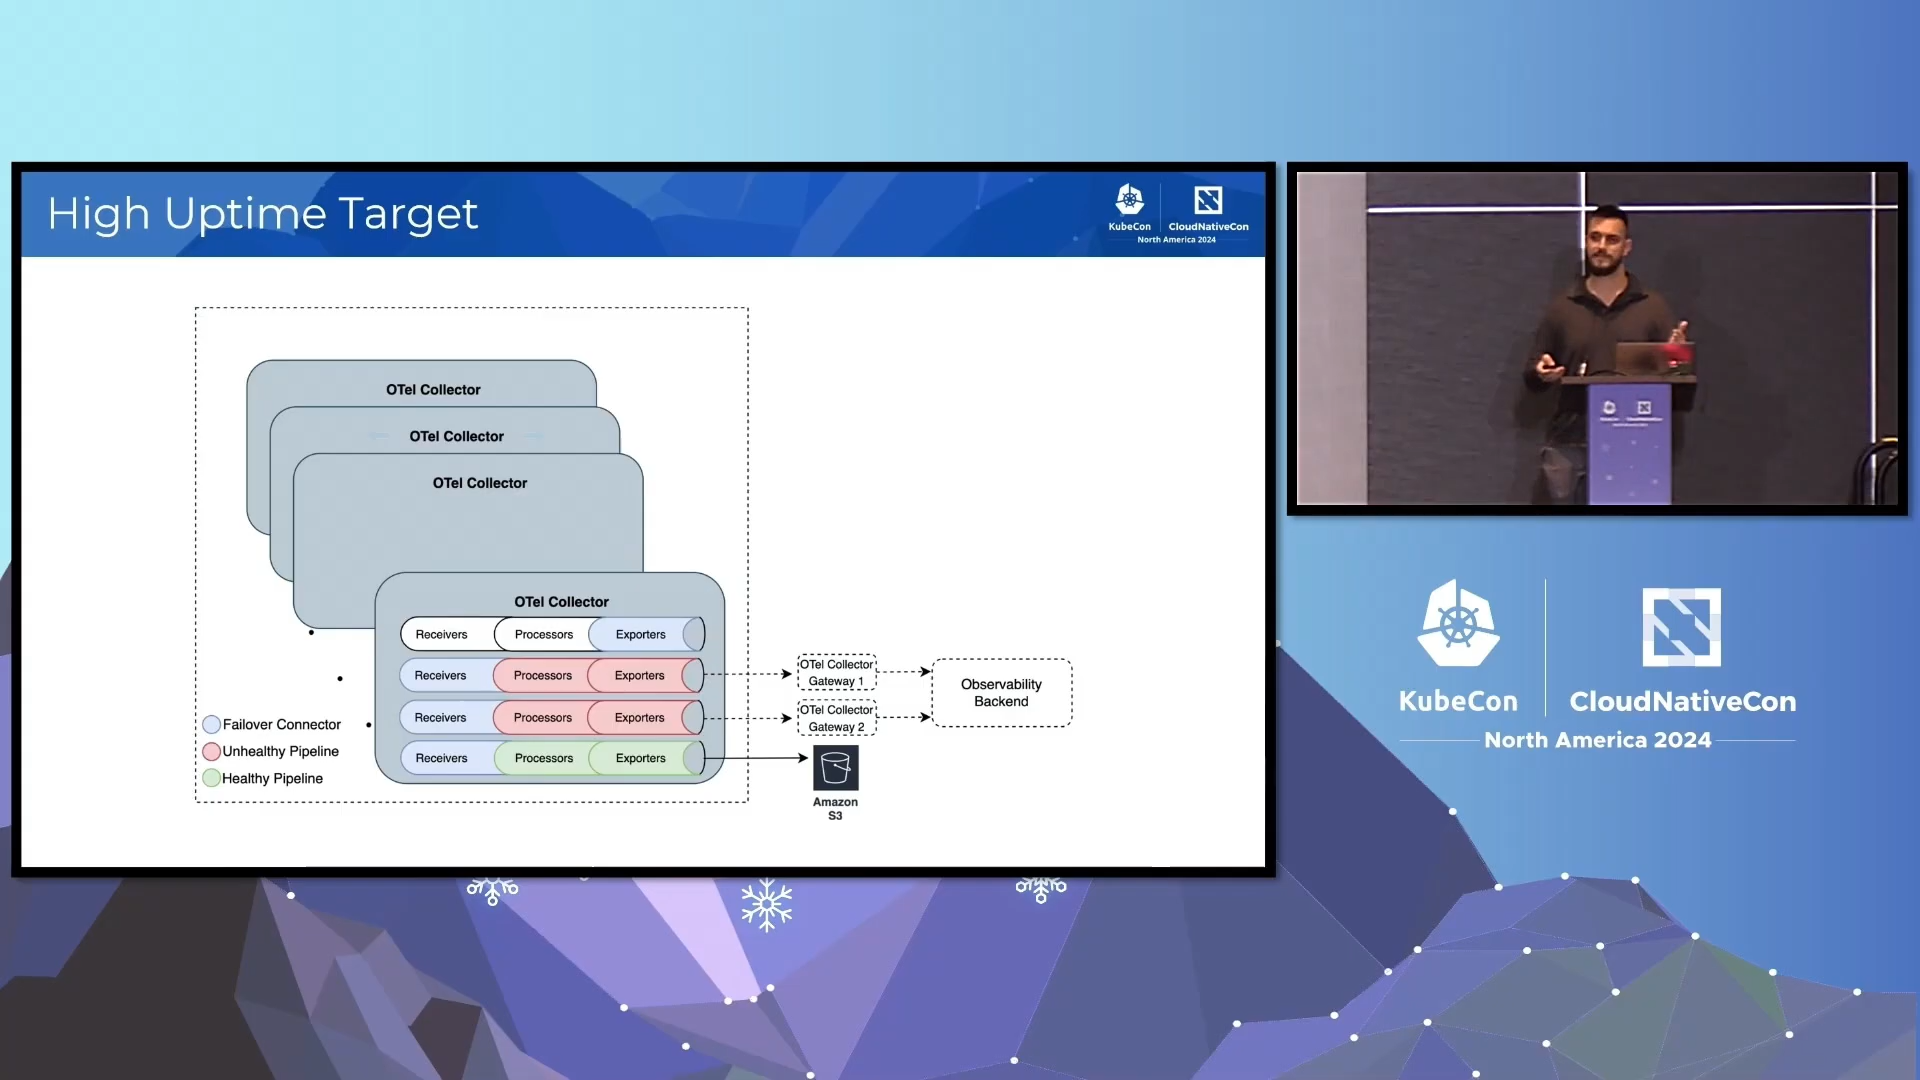 High Uptime Target
KubeCon
CloudNativeCon
North America 2024
OTel Collector
OTel Collector
OTel Collector
OTel Collector
Receivers Processors Exporters
Receivers Processors Exporters
Receivers Processors Exporters
Receivers Processors Exporters
OTel Collector
Gateway 1
OTel Collector
Gateway 2
Observability
Backend
Amazon
S3
Failover Connector
Unhealthy Pipeline
Healthy Pipeline
KubeCon
CloudNativeCon
North America 2024